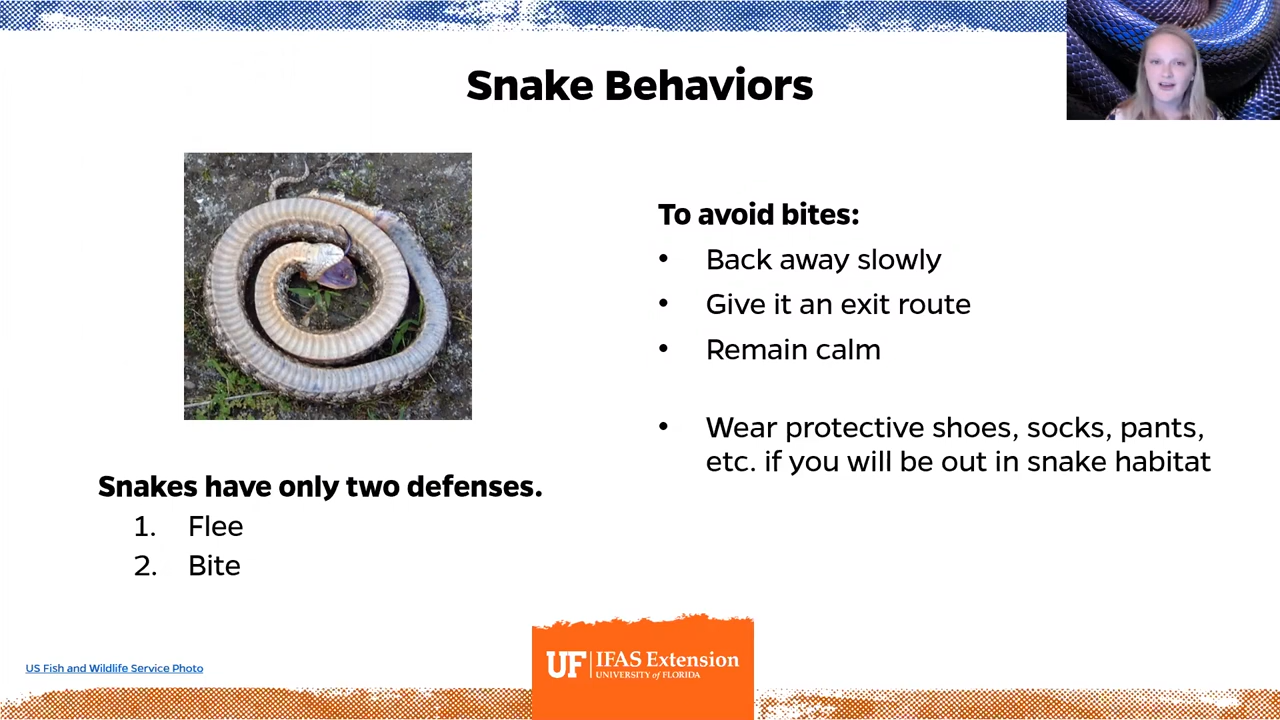 Snake Behaviors
To avoid bites:
• Back away slowly
• Give it an exit route
• Remain calm
• Wear protective shoes, socks, pants,
etc. if you will be out in snake habitat
Snakes have only two defenses.
1. Flee
2. Bite
US Fish and Wildlife Service Photo
UF IFAS Extension
UNIVERSITY of FLORIDA